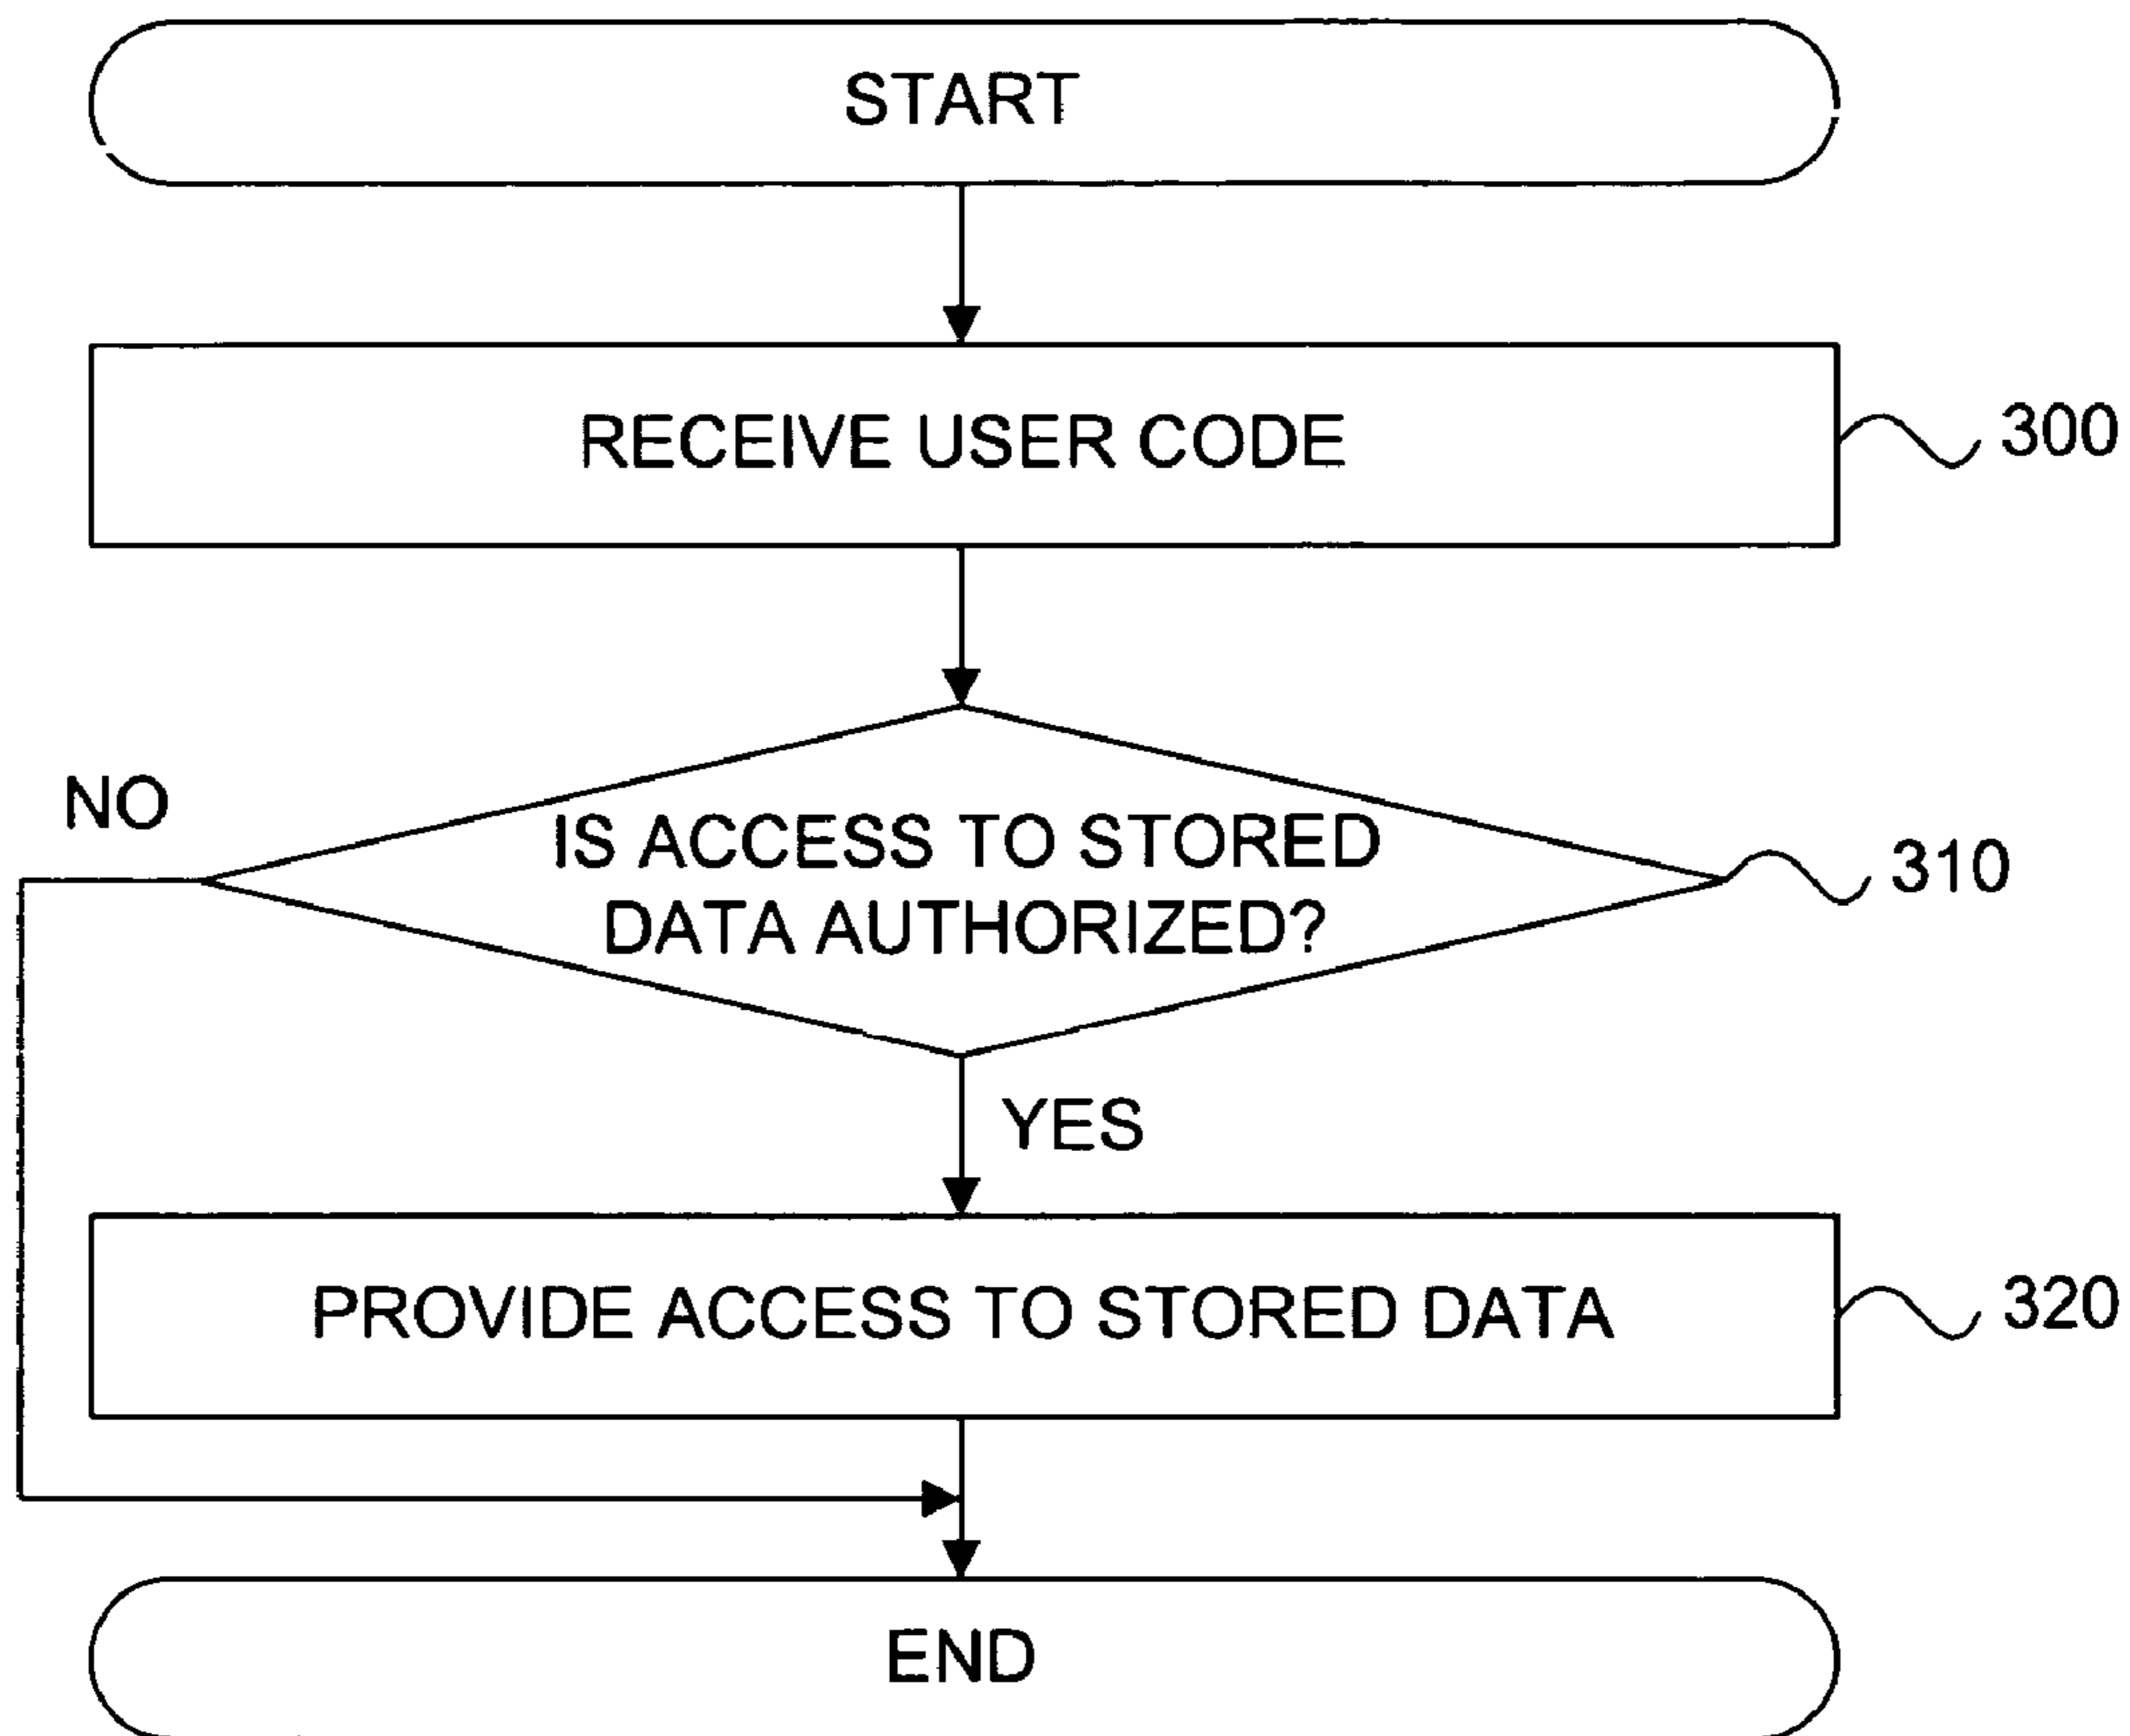 START
RECEIVE USER CODE
300
NO
IS ACCESS TO STORED
DATA AUTHORIZED?
310
YES
PROVIDE ACCESS TO STORED DATA
320
END